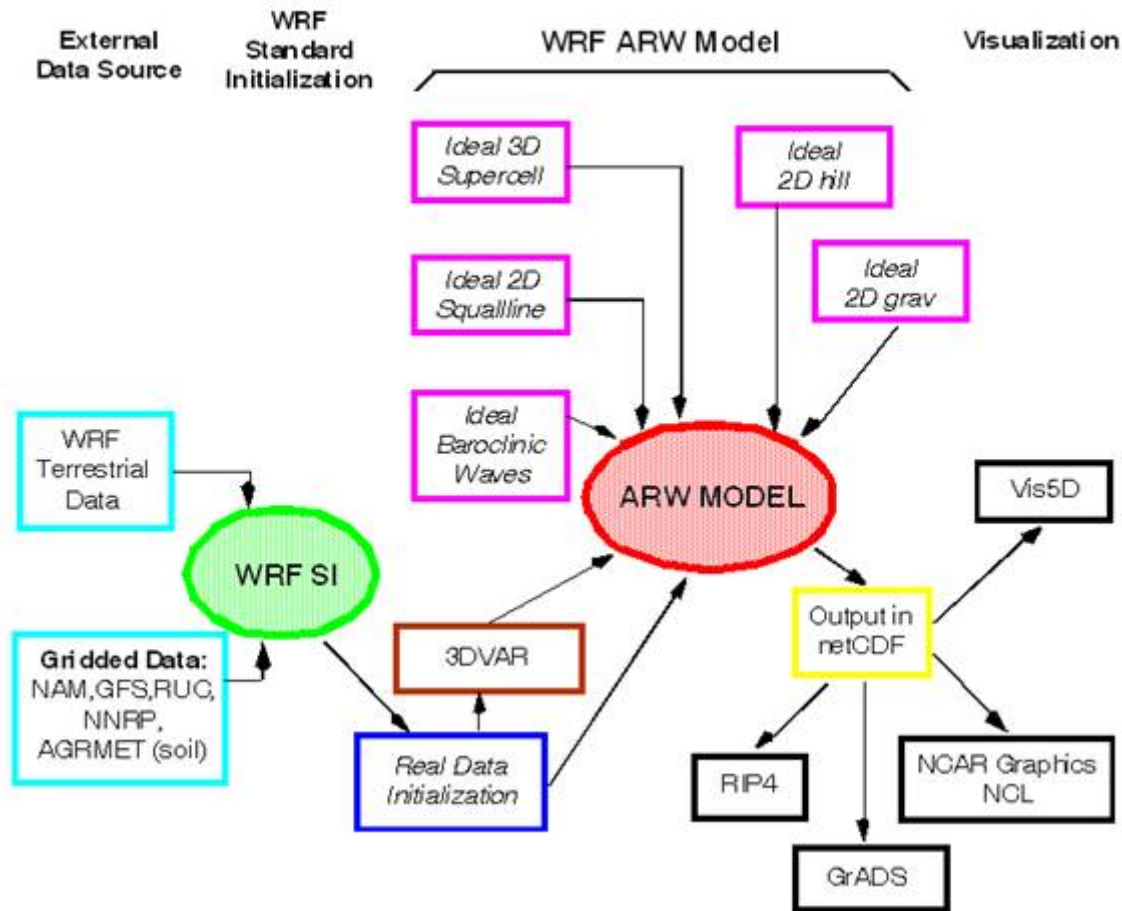 External
Data Source
WRF
Standard
Initialization
WRF ARW Model
Visualization
Ideal 3D
Supercell
Ideal
2D hill
Ideal 2D
Squallline
Ideal
2D grav
Ideal
Baroclinic
Waves
WRF
Terrestrial
Data
ARW MODEL
Vis5D
WRF SI
Gridded Data:
NAM,GFS,RUC,
NNRP,
AGRMET (soil)
3DVAR
Output in
netCDF
Real Data
Initialization
RIP4
NCAR Graphics
NCL
GrADS